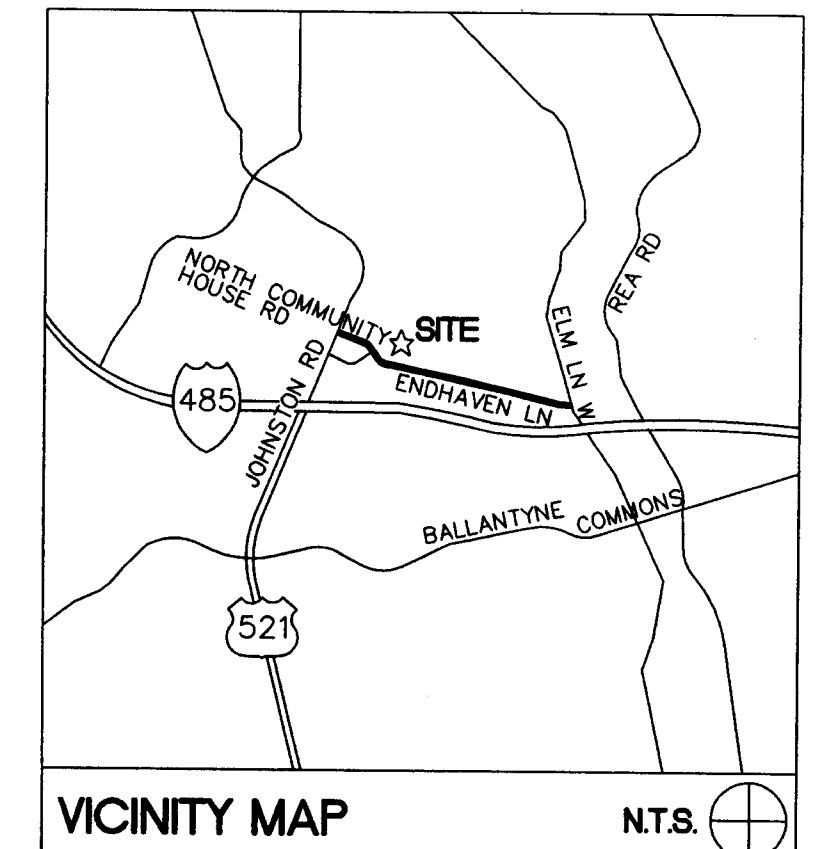 NORTH COMMUNITY
HOUSE RD
SITE
REA RD
ELM LN W
JOHNSTON RD
ENDHAVEN LN
485
BALLANTYNE COMMONS
521
VICINITY MAP
N.T.S.